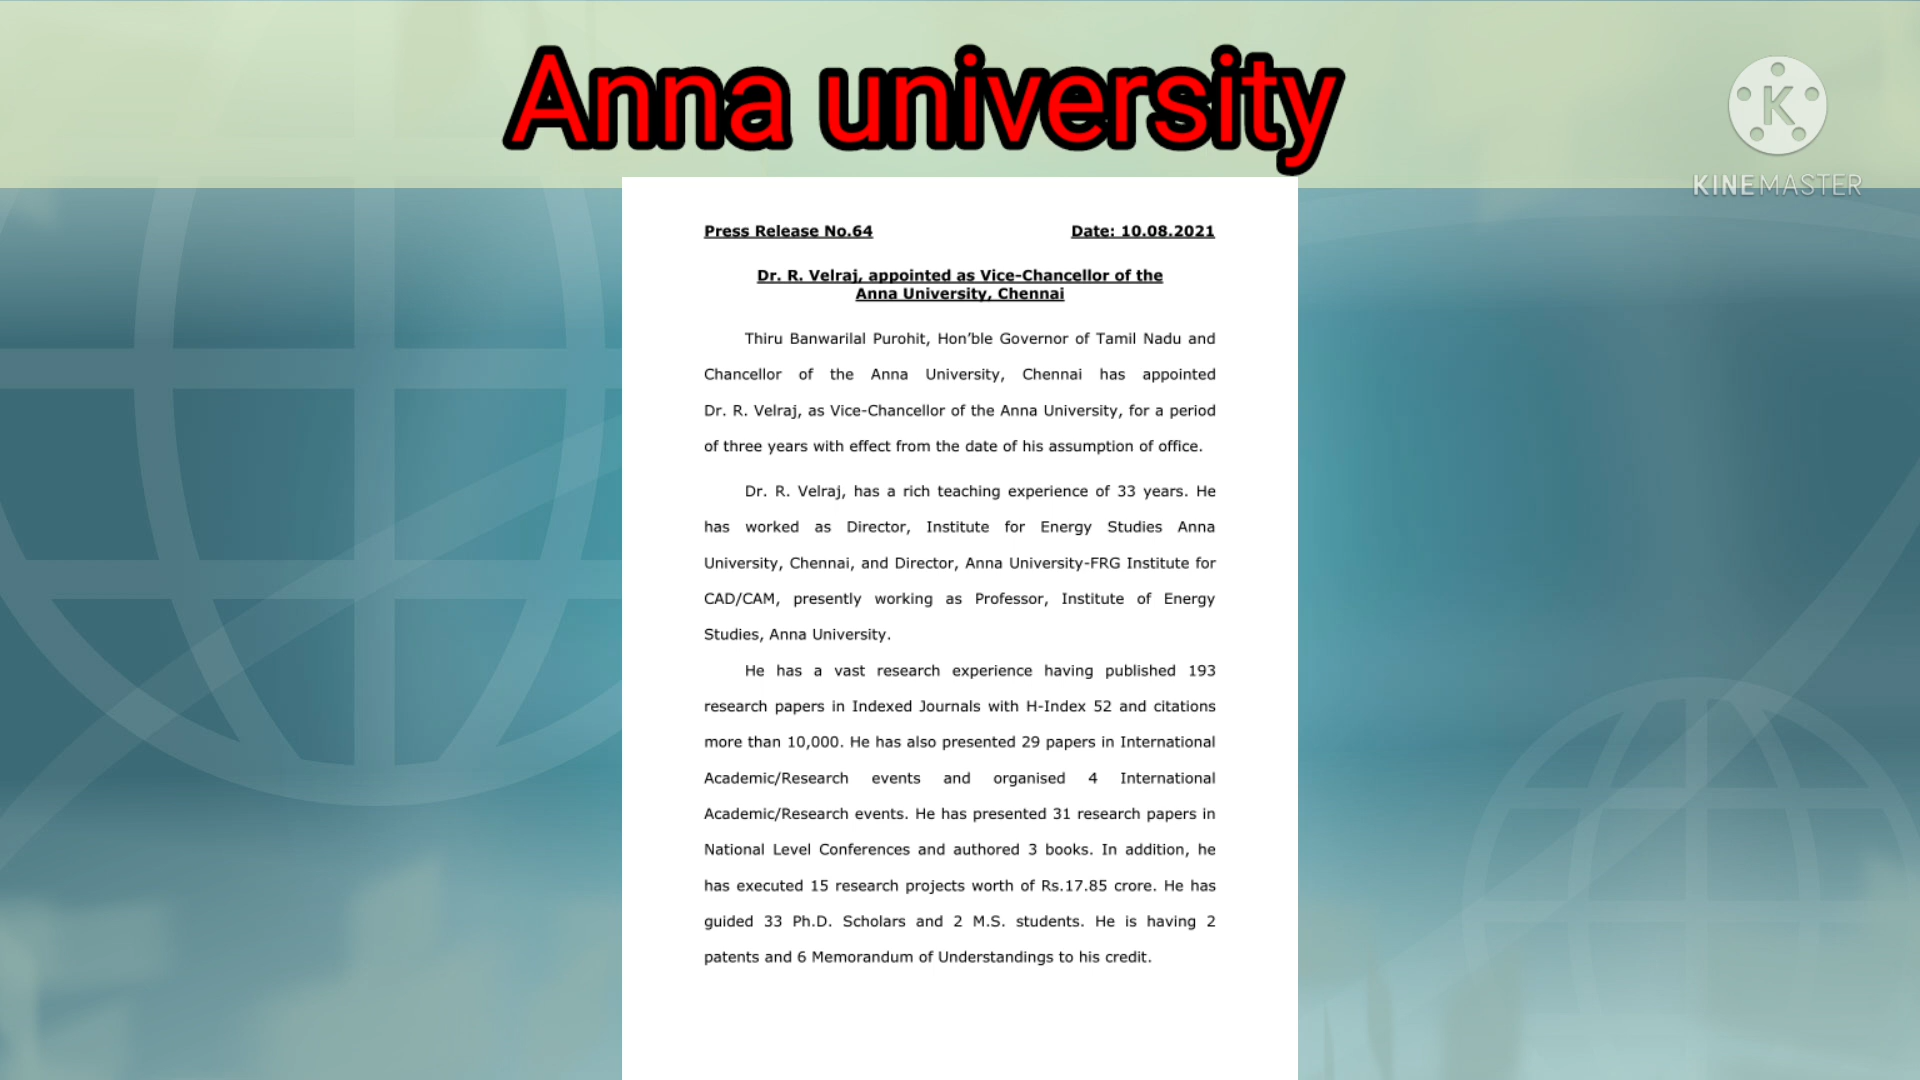 Anna university
K
KINEMASTER
Press Release No.64 Date: 10.08.2021
Dr. R. Velraj, appointed as Vice-Chancellor of the
Anna University, Chennai
Thiru Banwarilal Purohit, Hon’ble Governor of Tamil Nadu and
Chancellor of the Anna University, Chennai has appointed
Dr. R. Velraj, as Vice-Chancellor of the Anna University, for a period
of three years with effect from the date of his assumption of office.
Dr. R. Velraj, has a rich teaching experience of 33 years. He
has worked as Director, Institute for Energy Studies Anna
University, Chennai, and Director, Anna University-FRG Institute for
CAD/CAM, presently working as Professor, Institute of Energy
Studies, Anna University.
He has a vast research experience having published 193
research papers in Indexed Journals with H-Index 52 and citations
more than 10,000. He has also presented 29 papers in International
Academic/Research events and organised 4 International
Academic/Research events. He has presented 31 research papers in
National Level Conferences and authored 3 books. In addition, he
has executed 15 research projects worth of Rs.17.85 crore. He has
guided 33 Ph.D. Scholars and 2 M.S. students. He is having 2
patents and 6 Memorandum of Understandings to his credit.